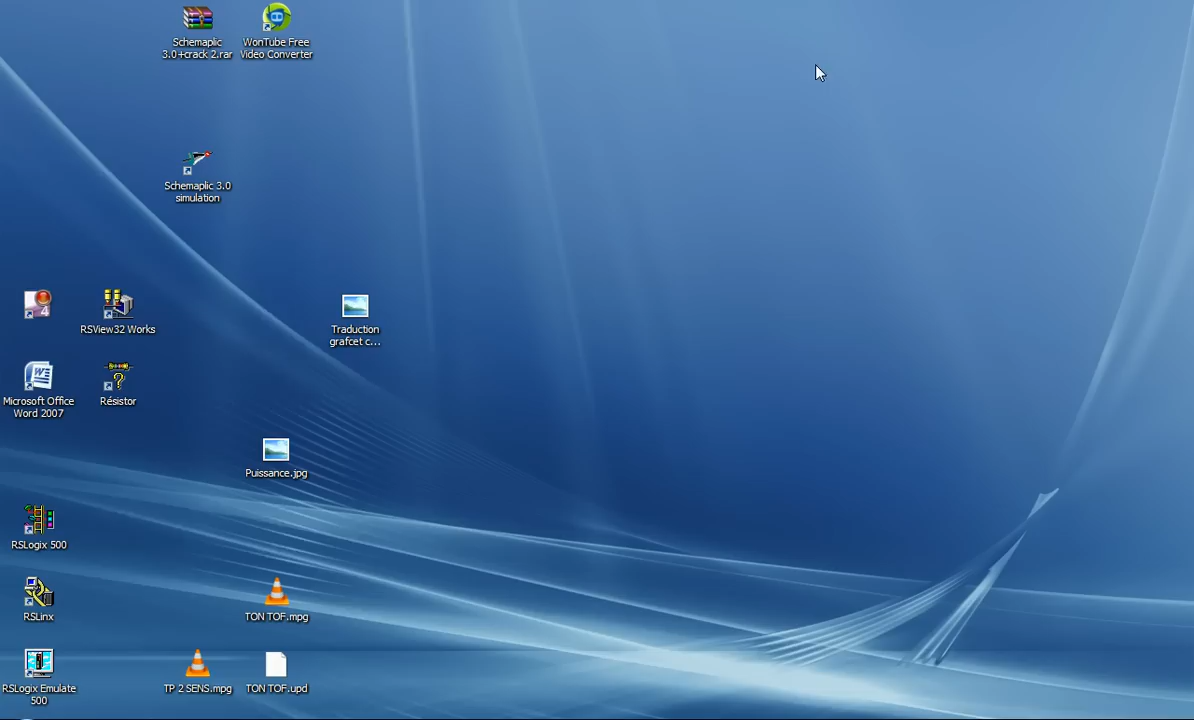 Schemaplic
3.0+crack 2.rar
WonTube Free
Video Converter
Schemaplic 3.0
simulation
4
RSView32 Works
Traduction
grafcet c...
Microsoft Office
Word 2007
Résistor
Puissance.jpg
RSLogix 500
RSLinx
TON TOF.mpg
RSLogix Emulate
500
TP 2 SENS.mpg
TON TOF.upd